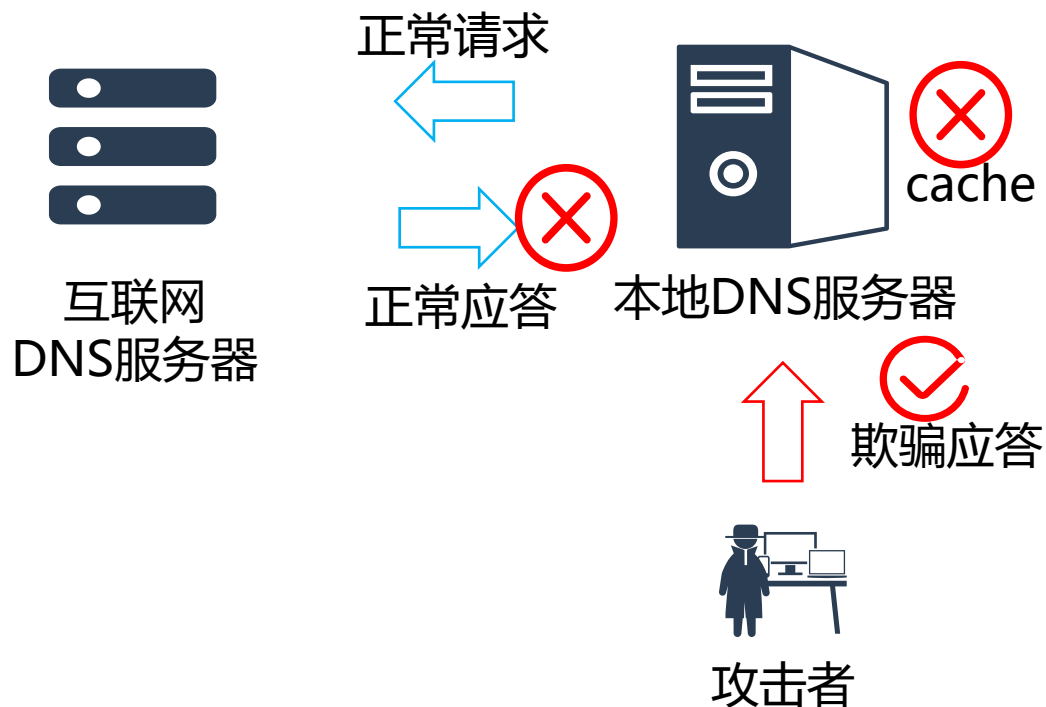 正常请求
cache
互联网
DNS服务器
正常应答
本地DNS服务器
欺骗应答
攻击者